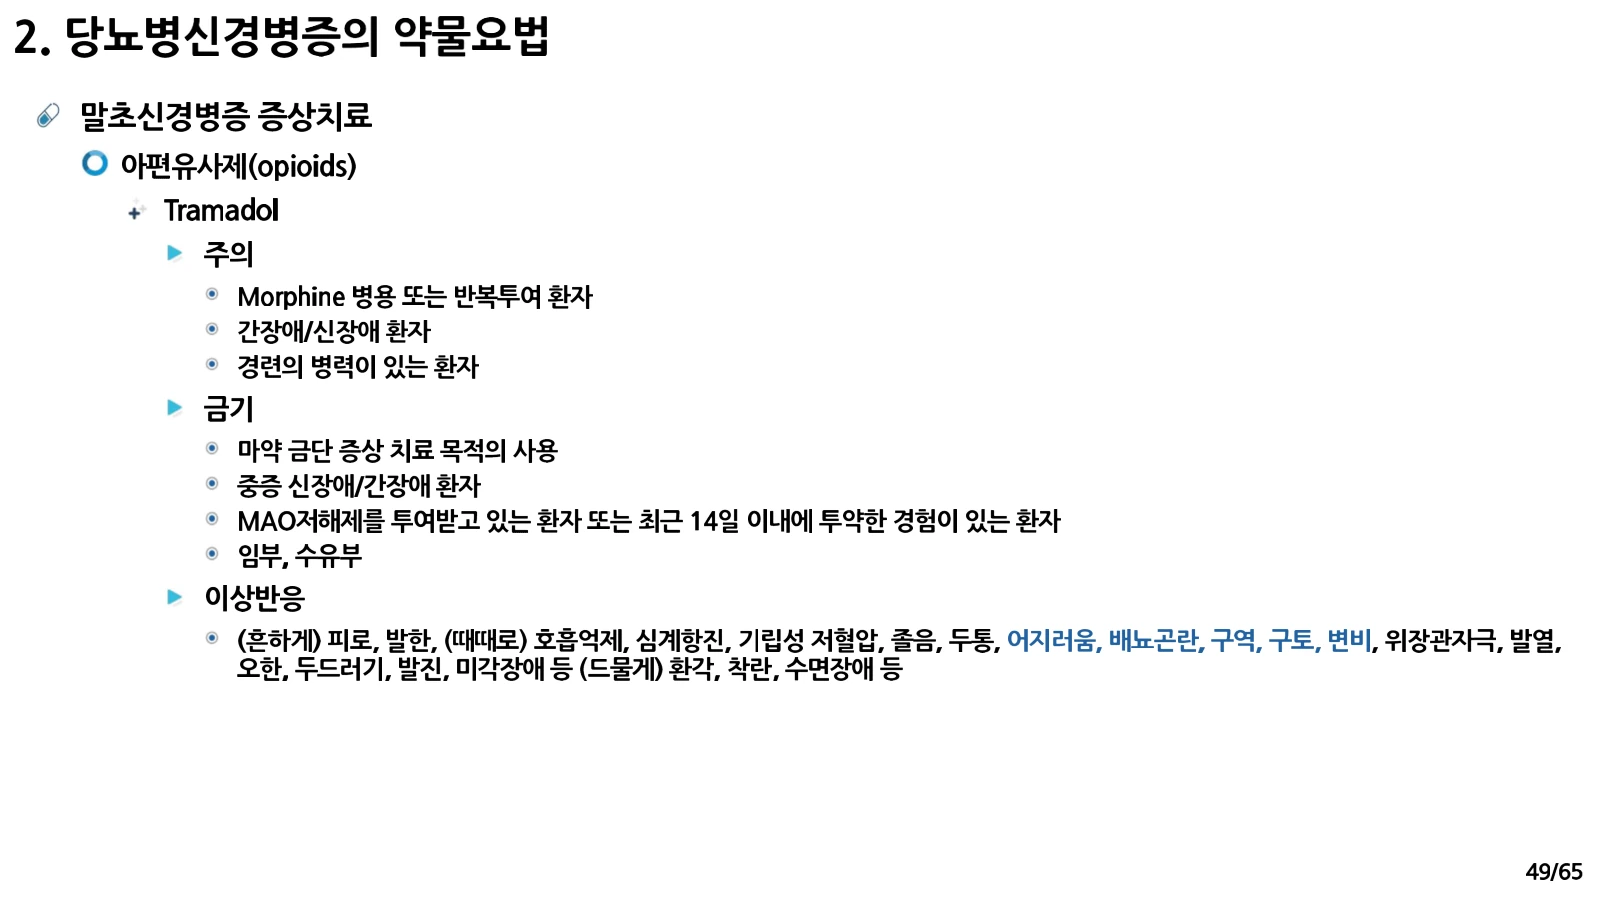 2. 당뇨병신경병증의 약물요법
말초신경병증 증상치료
아편유사제(opioids)
Tramadol
주의
Morphine 병용 또는 반복투여 환자
간장애/신장애 환자
경련의 병력이 있는 환자
금기
마약 금단 증상 치료 목적의 사용
중증 신장애/간장애 환자
MAO저해제를 투여받고 있는 환자 또는 최근 14일 이내에 투약한 경험이 있는 환자
임부, 수유부
이상반응
(흔하게) 피로, 발한, (때때로) 호흡억제, 심계항진, 기립성 저혈압, 졸음, 두통, 어지러움, 배뇨곤란, 구역, 구토, 변비, 위장관자극, 발열,
오한, 두드러기, 발진, 미각장애 등 (드물게) 환각, 착란, 수면장애 등
49/65